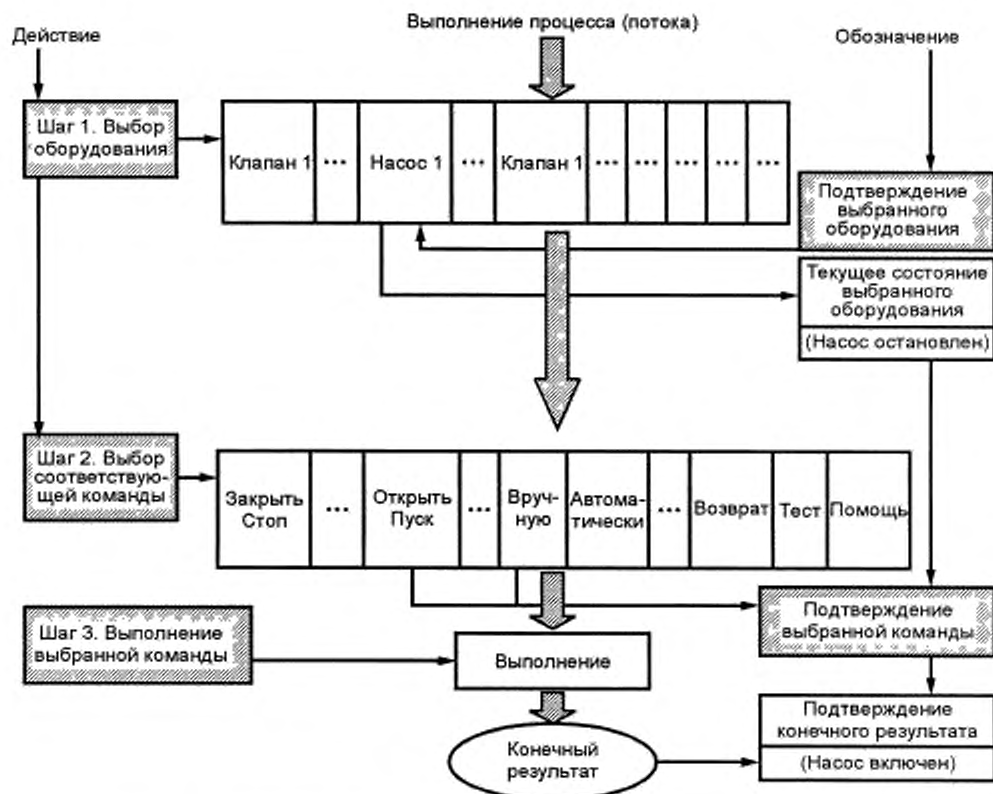 Выполнение процесса (потока)
Действие
Обозначение
Шаг 1. Выбор
оборудования
Клапан 1
...
Насос 1
...
Клапан 1
...
...
...
...
...
Подтверждение
выбранного
оборудования
Текущее состояние
выбранного
оборудования
(Насос остановлен)
Шаг 2. Выбор
соответствую-
щей команды
Закрыть
Стоп
...
Открыть
Пуск
...
Вруч-
ную
Автома-
тически
...
Возврат
Тест
Помощь
Подтверждение
выбранной команды
Шаг 3. Выполнение
выбранной команды
Выполнение
Подтверждение
конечного результата
(Насос включен)
Конечный
результат